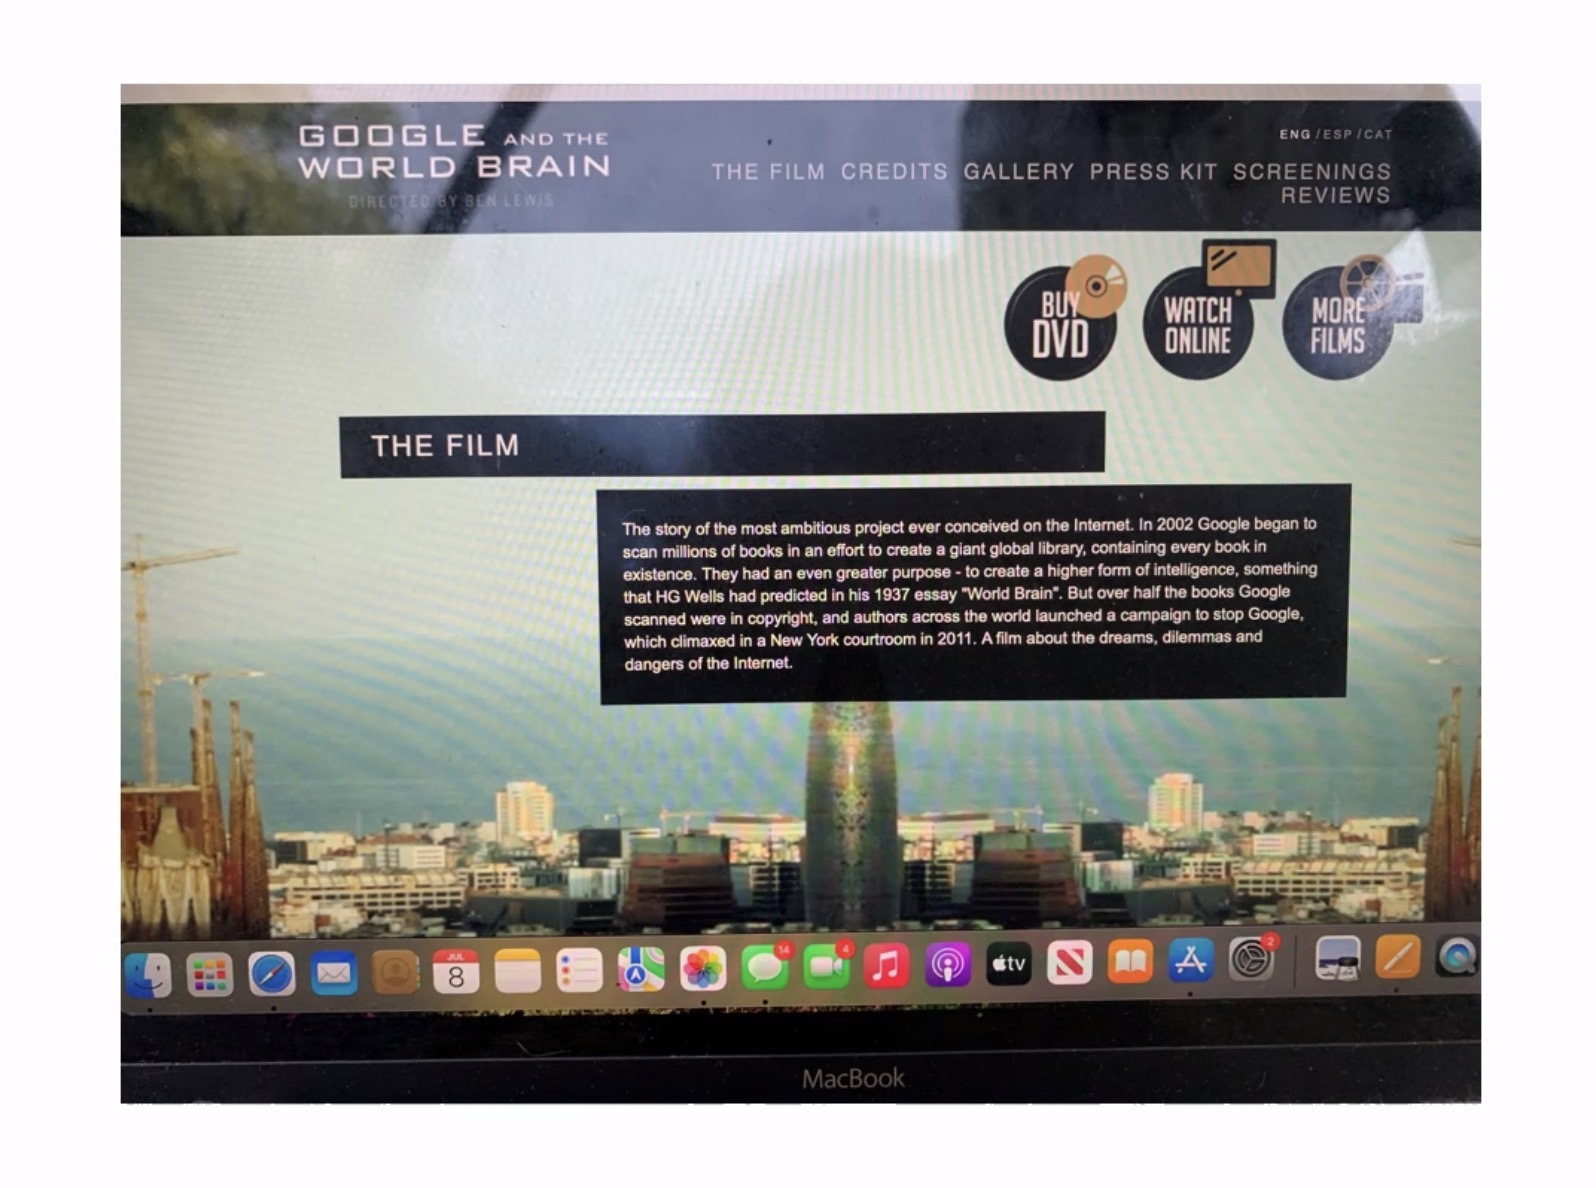 GOOGLE AND THE
WORLD BRAIN
DIRECTED BY BEN LEWIS
ENG / ESP / CAT
THE FILM CREDITS GALLERY PRESS KIT SCREENINGS
REVIEWS
BUY
DVD
WATCH
ONLINE
MORE
FILMS
THE FILM
The story of the most ambitious project ever conceived on the Internet. In 2002 Google began to
scan millions of books in an effort to create a giant global library, containing every book in
existence. They had an even greater purpose - to create a higher form of intelligence, something
that HG Wells had predicted in his 1937 essay "World Brain". But over half the books Google
scanned were in copyright, and authors across the world launched a campaign to stop Google,
which climaxed in a New York courtroom in 2011. A film about the dreams, dilemmas and
dangers of the Internet.
JUL
8
14
4
tv
2
MacBook